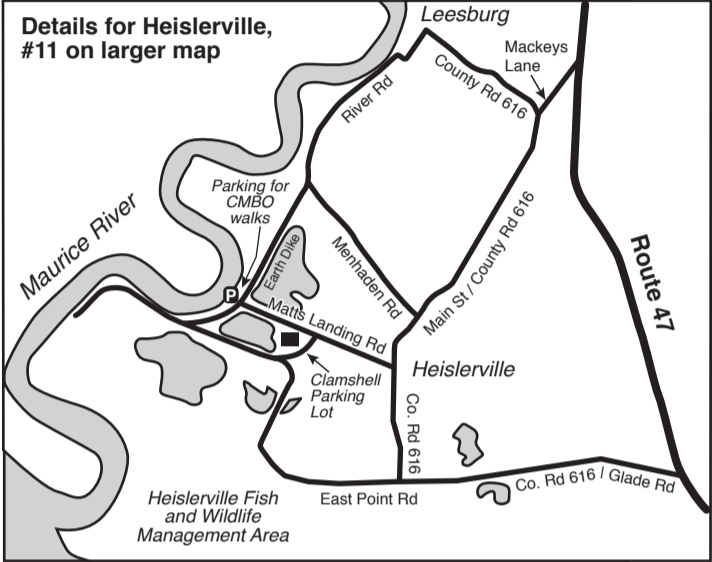 Details for Heislerville,
#11 on larger map
Leesburg
Mackeys
Lane
County Rd 616
River Rd
Parking for
CMBO
walks
Maurice River
P
Earth Dike
Menhaden Rd
Main St / County Rd 616
Route 47
Matts Landing Rd
Heislerville
Clamshell
Parking
Lot
Co. Rd 616
Co. Rd 616 / Glade Rd
East Point Rd
Heislerville Fish
and Wildlife
Management Area